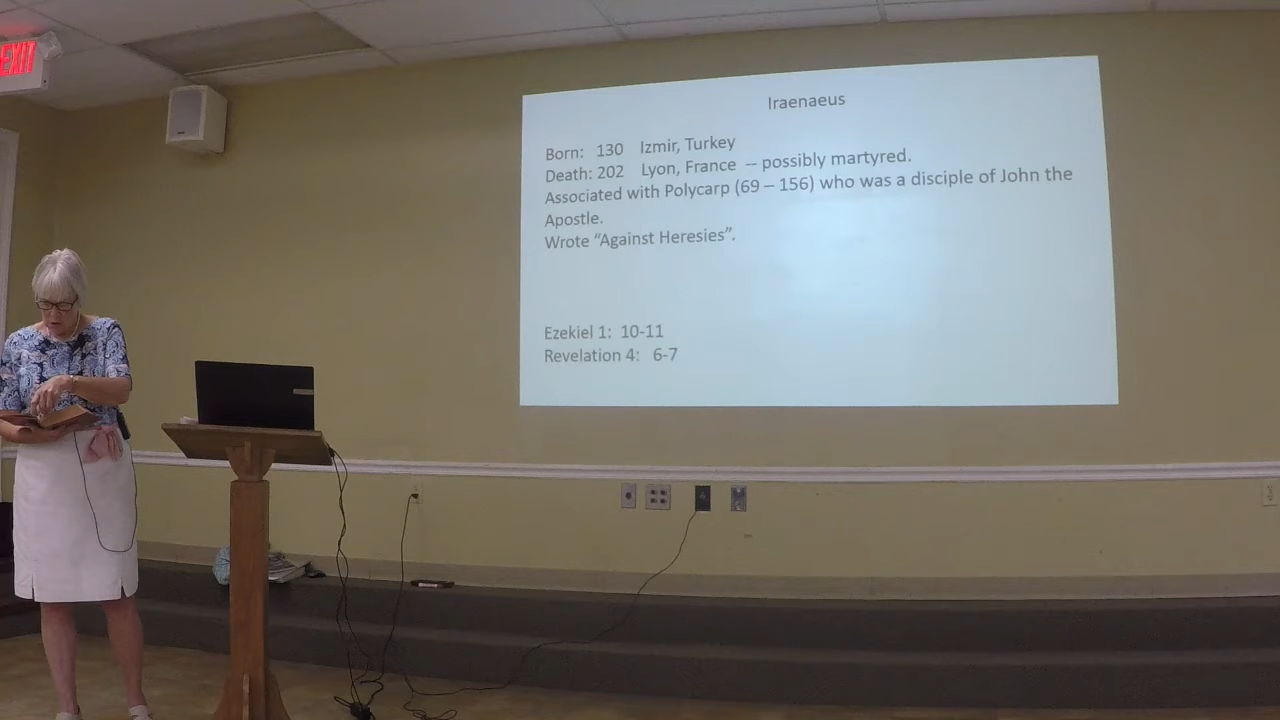 EXIT
Iraenaeus
Born: 130 Izmir, Turkey
Death: 202 Lyon, France -- possibly martyred.
Associated with Polycarp (69 – 156) who was a disciple of John the
Apostle.
Wrote “Against Heresies”.
Ezekiel 1: 10-11
Revelation 4: 6-7